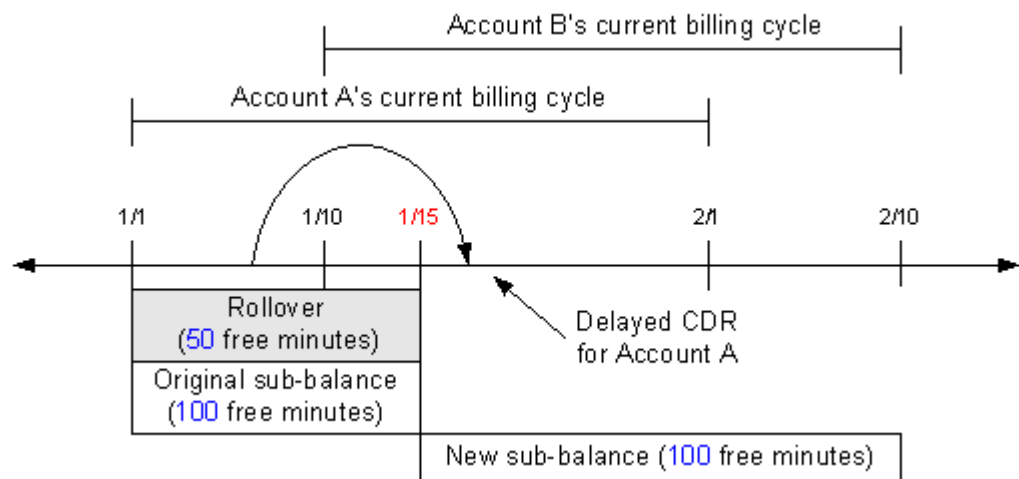 Account B's current billing cycle
Account A's current billing cycle
1/1
1/10
1/15
2/1
2/10
Rollover
(50 free minutes)
Delayed CDR
for Account A
Original sub-balance
(100 free minutes)
New sub-balance (100 free minutes)